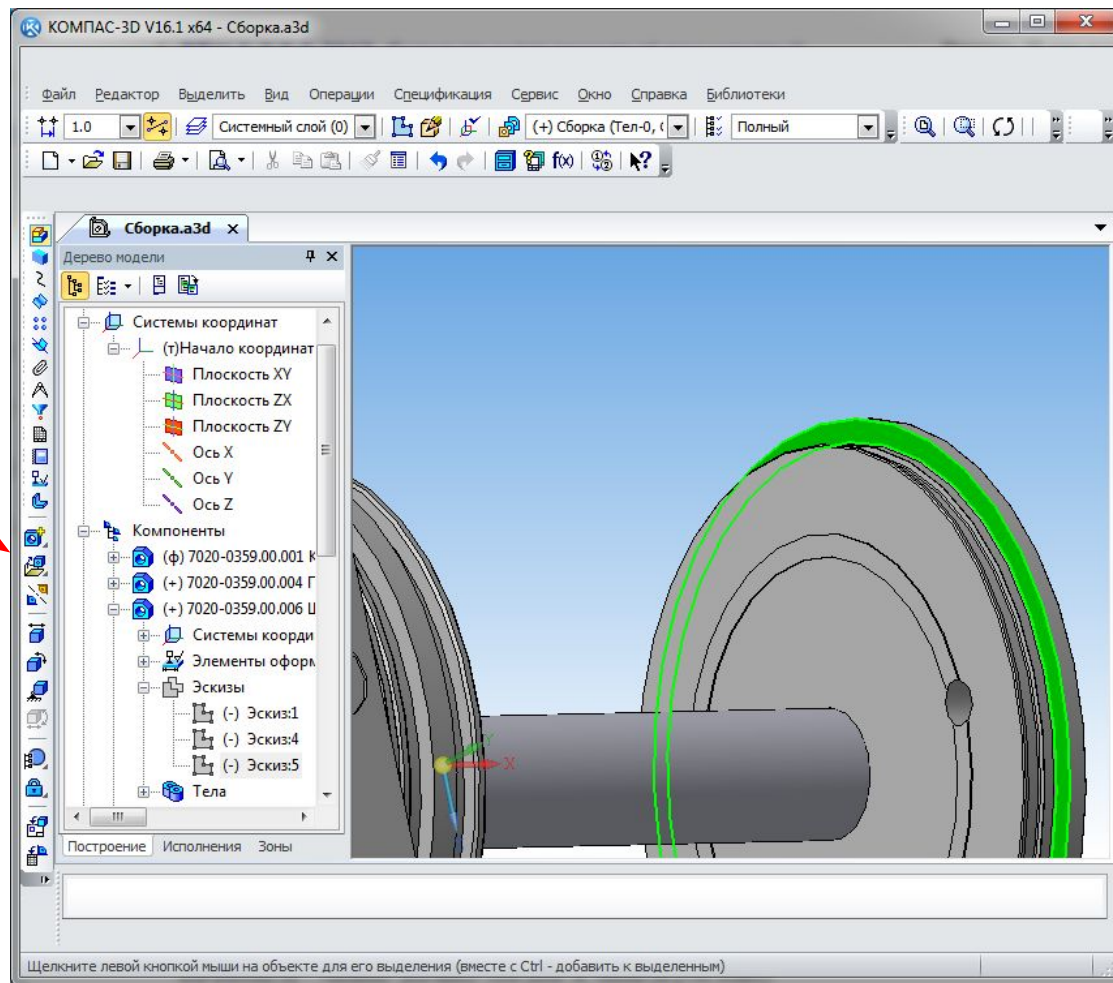 КОМПАС-3D V16.1 x64 - Сборка.a3d
Файл Редактор Выделить Вид Операции Спецификация Сервис Окно Справка Библиотеки
1.0 Системный слой (0) (+) Сборка (Тел-0, ( Полный
f(x)
Сборка.a3d
Дерево модели
Системы координат
(т)Начало координат
Плоскость XY
Плоскость ZX
Плоскость ZY
Ось X
Ось Y
Ось Z
Компоненты
(ф) 7020-0359.00.001 К
(+) 7020-0359.00.004 Г
(+) 7020-0359.00.006 Ш
Системы коорди
Элементы оформ
Эскизы
(-) Эскиз:1
(-) Эскиз:4
(-) Эскиз:5
Тела
Построение Исполнения Зоны
Y
X
Щелкните левой кнопкой мыши на объекте для его выделения (вместе с Ctrl - добавить к выделенным)